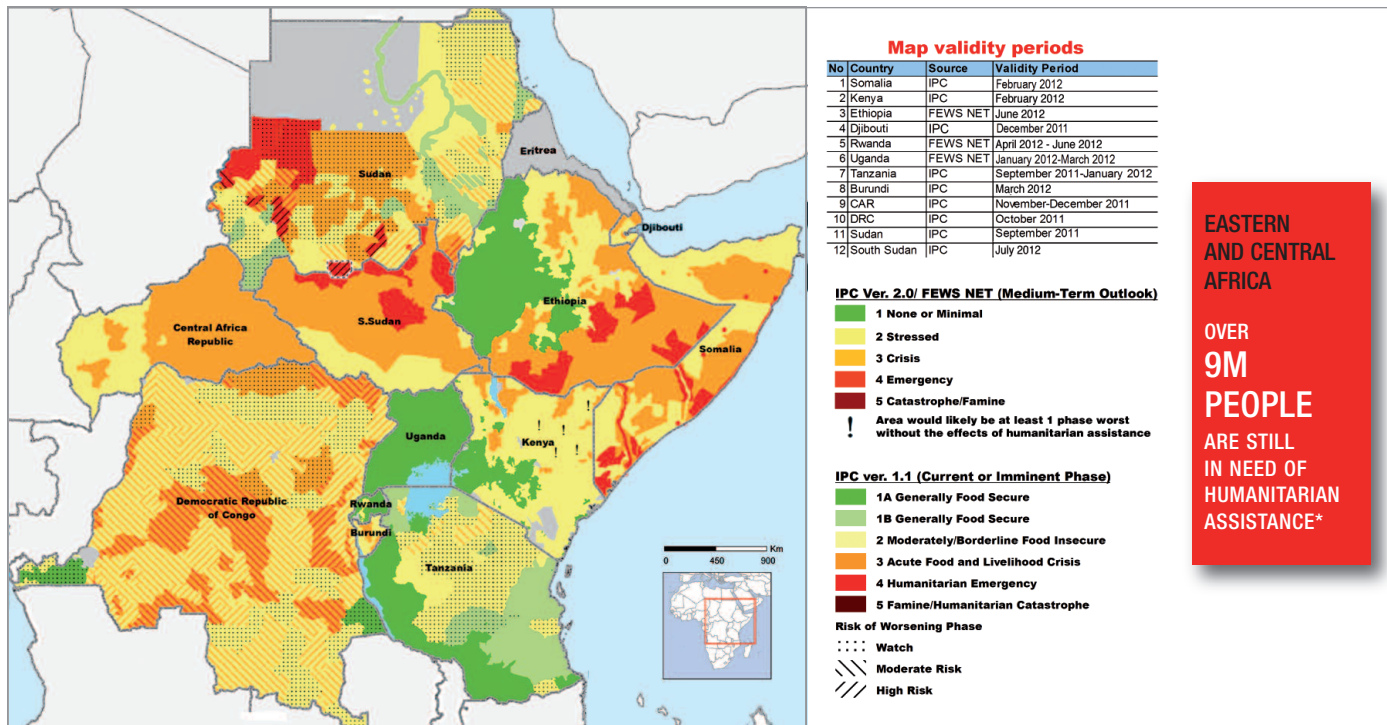 Sudan
Eritrea
Djibouti
Ethiopia
Central Africa
Republic
S.Sudan
Somalia
Uganda
Kenya
Democratic Republic
of Congo
Rwanda
Burundi
Tanzania
Km
0 450 900
Map validity periods
No Country Source Validity Period
1 Somalia IPC February 2012
2 Kenya IPC February 2012
3 Ethiopia FEWS NET June 2012
4 Djibouti IPC December 2011
5 Rwanda FEWS NET April 2012 - June 2012
6 Uganda FEWS NET January 2012-March 2012
7 Tanzania IPC September 2011-January 2012
8 Burundi IPC March 2012
9 CAR IPC November-December 2011
10 DRC IPC October 2011
11 Sudan IPC September 2011
12 South Sudan IPC July 2012
IPC Ver. 2.0/ FEWS NET (Medium-Term Outlook)
1 None or Minimal
2 Stressed
3 Crisis
4 Emergency
5 Catastrophe/Famine
! Area would likely be at least 1 phase worst
without the effects of humanitarian assistance
IPC ver. 1.1 (Current or Imminent Phase)
1A Generally Food Secure
1B Generally Food Secure
2 Moderately/Borderline Food Insecure
3 Acute Food and Livelihood Crisis
4 Humanitarian Emergency
5 Famine/Humanitarian Catastrophe
Risk of Worsening Phase
Watch
Moderate Risk
High Risk
EASTERN
AND CENTRAL
AFRICA
OVER
9M
PEOPLE
ARE STILL
IN NEED OF
HUMANITARIAN
ASSISTANCE*